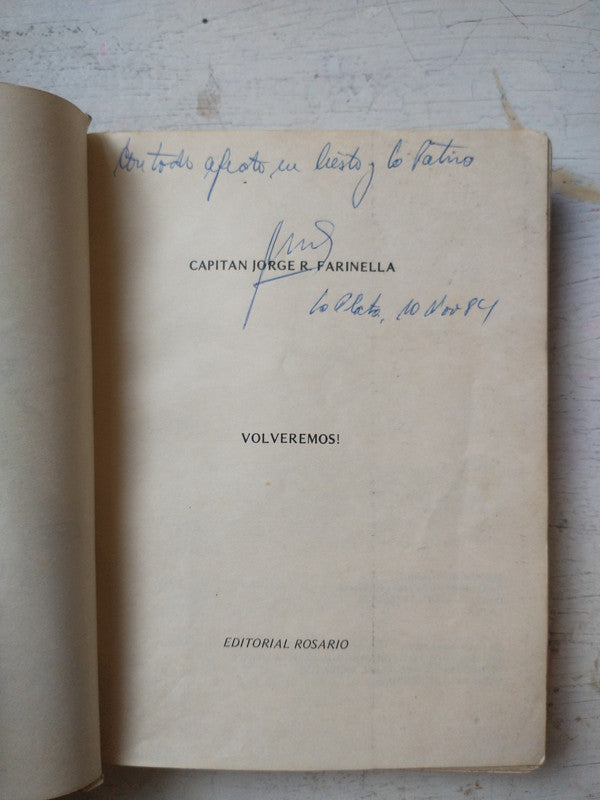 Con todo afecto en Cristo y la Patria
CAPITAN JORGE R. FARINELLA
La Plata, 10 Nov 84
VOLVEREMOS!
EDITORIAL ROSARIO